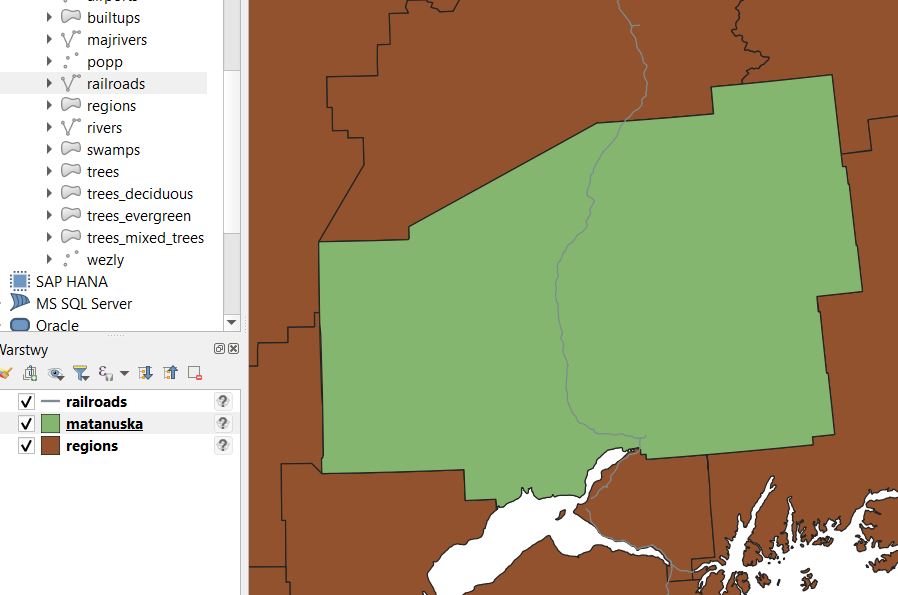 airports
builtups
majrivers
popp
railroads
regions
rivers
swamps
trees
trees_deciduous
trees_evergreen
trees_mixed_trees
wezly
SAP HANA
MS SQL Server
Oracle
Warstwy
railroads ?
matanuska ?
regions ?